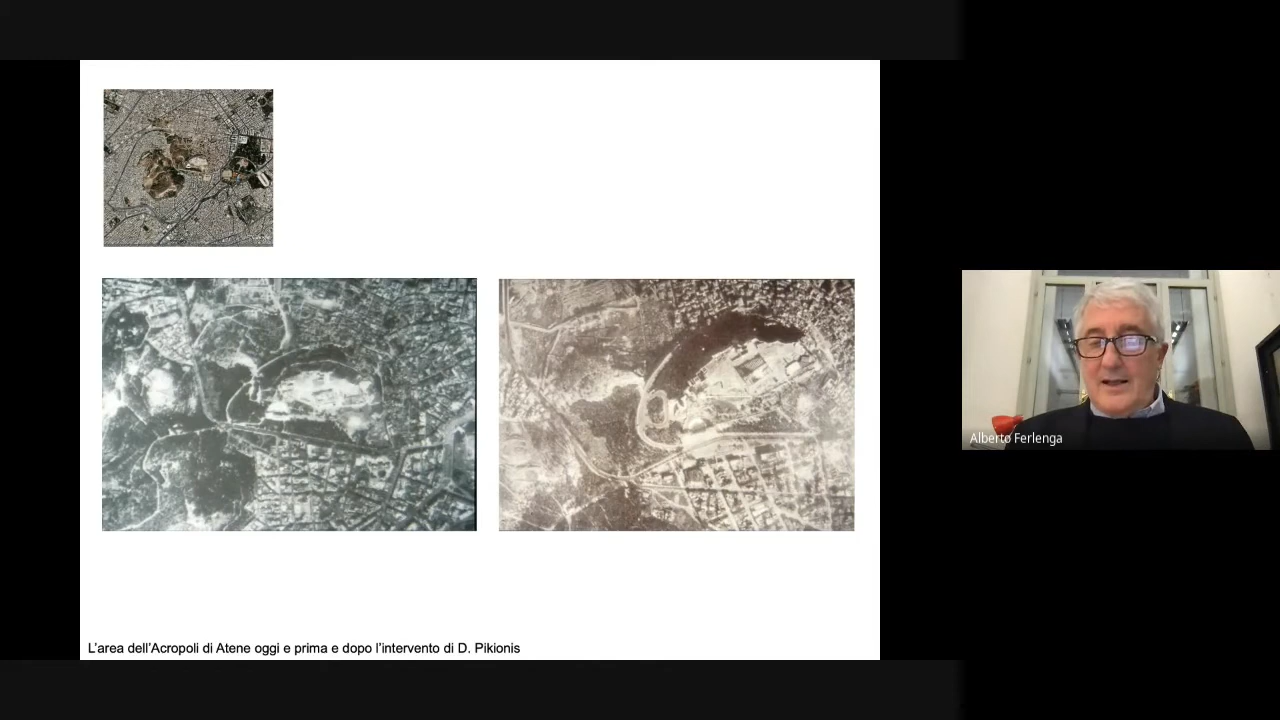 Alberto Ferlenga
L'area dell'Acropoli di Atene oggi e prima e dopo l'intervento di D. Pikionis